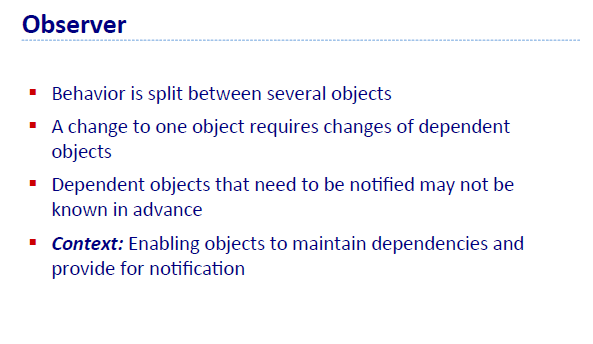 Observer
Behavior is split between several objects
A change to one object requires changes of dependent
objects
Dependent objects that need to be notified may not be
known in advance
Context: Enabling objects to maintain dependencies and
provide for notification